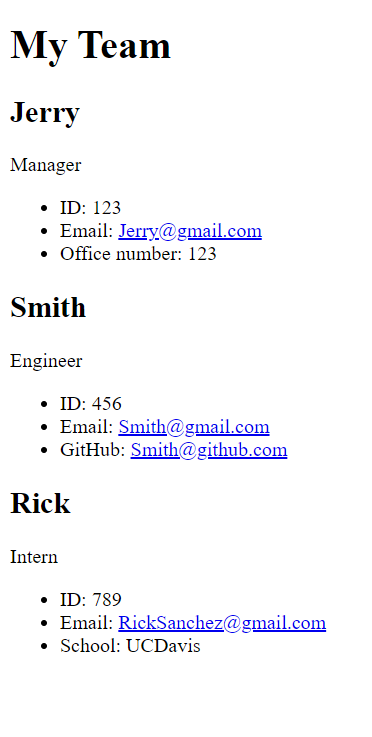 My Team
Jerry
Manager
ID: 123
Email: Jerry@gmail.com
Office number: 123
Smith
Engineer
ID: 456
Email: Smith@gmail.com
GitHub: Smith@github.com
Rick
Intern
ID: 789
Email: RickSanchez@gmail.com
School: UCDavis